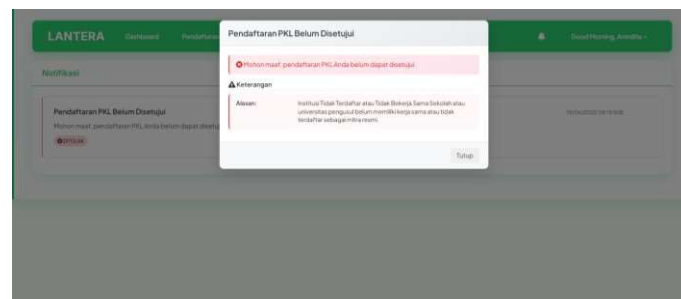 LANTERA
Dashboard
Pendaftaran
Good Morning, Anindita
Notifikasi
Pendaftaran PKL Belum Disetujui
Mohon maaf, pendaftaran PKL Anda belum dapat disetujui
DITOLAK
Pendaftaran PKL Belum Disetujui
Mohon maaf, pendaftaran PKL Anda belum dapat disetujui.
Keterangan
Alasan:
Institusi Tidak Terdaftar atau Tidak Bekerja Sama Sekolah atau
universitas pengusul belum memiliki kerja sama atau tidak
terdaftar sebagai mitra resmi.
Tutup